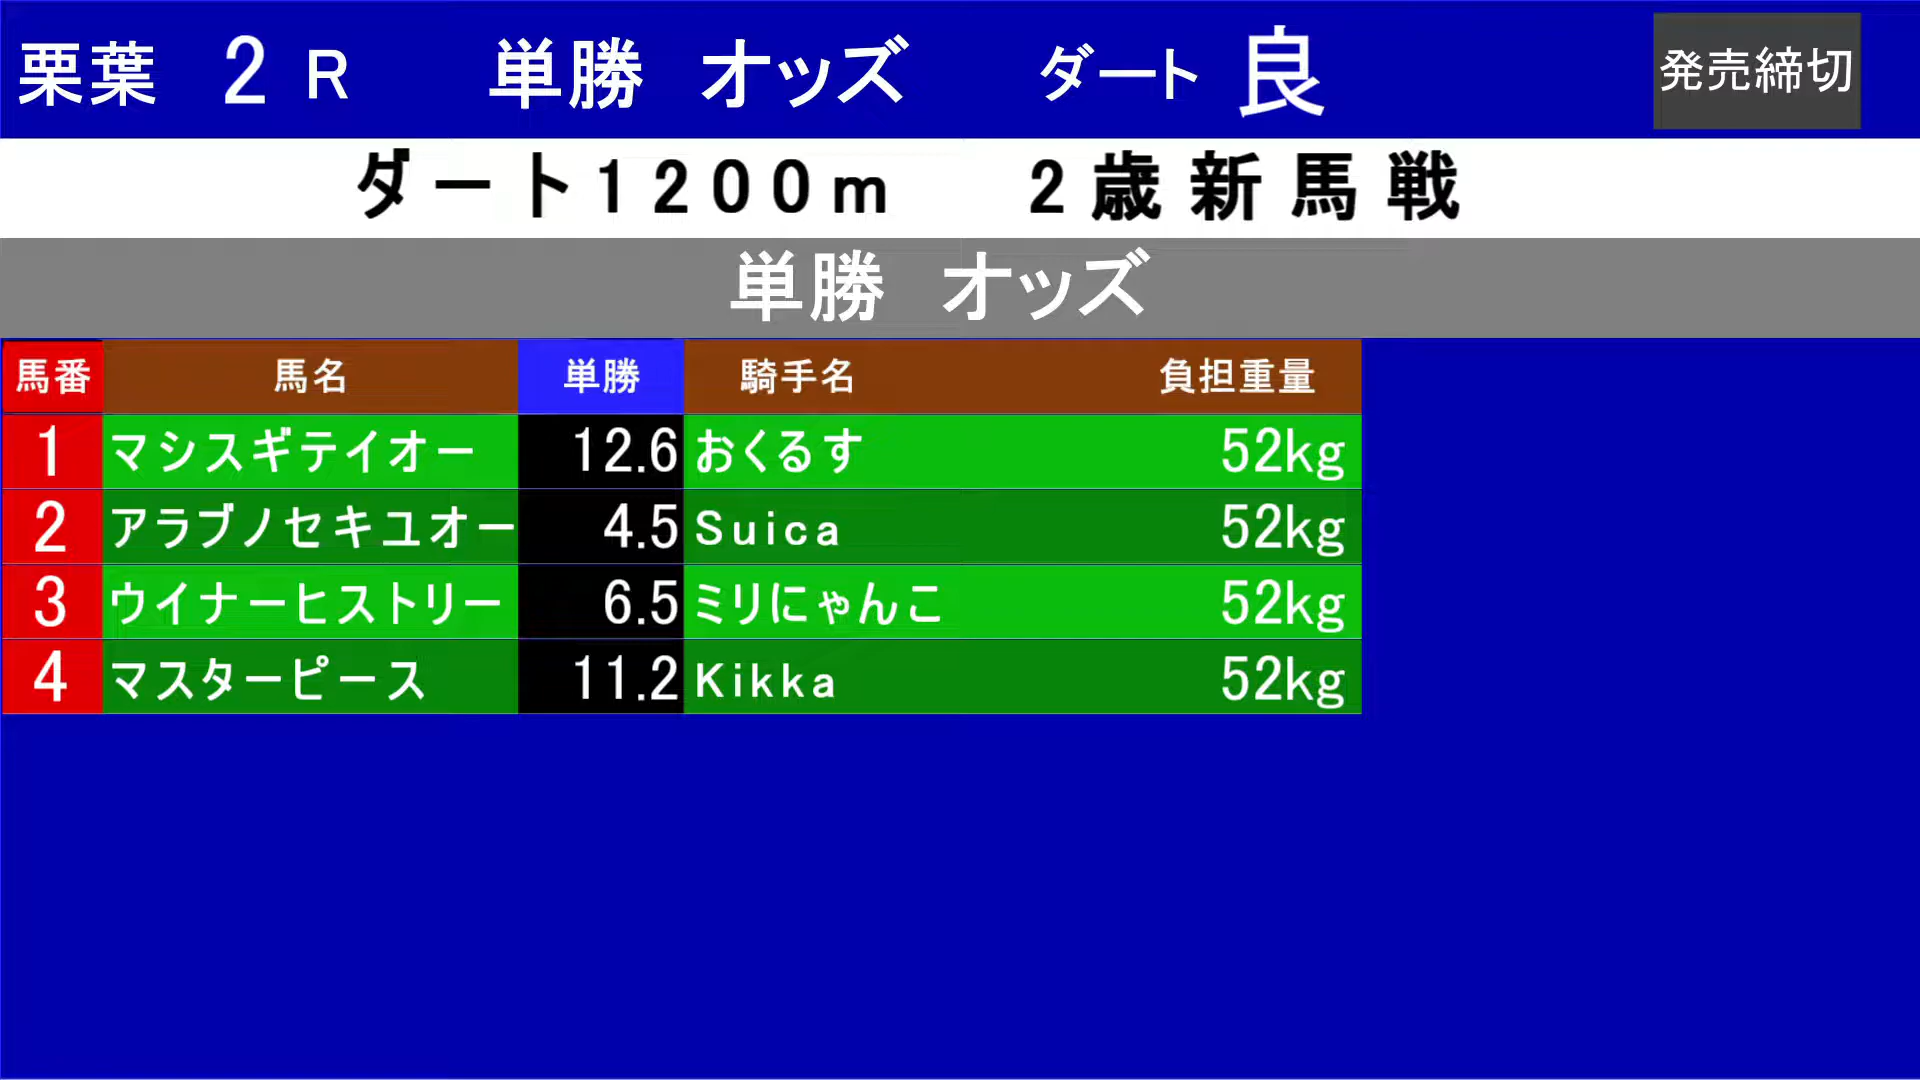 栗葉 2 R 単勝 オッズ ダート 良 発売締切
ダート1200m 2歳新馬戦
単勝 オッズ
馬番 馬名 単勝 騎手名 負担重量
1 マシスギテイオー 12.6 おくるす 52kg
2 アラブノセキユオー 4.5 Suica 52kg
3 ウイナーヒストリー 6.5 ミリにゃんこ 52kg
4 マスターピース 11.2 Kikka 52kg